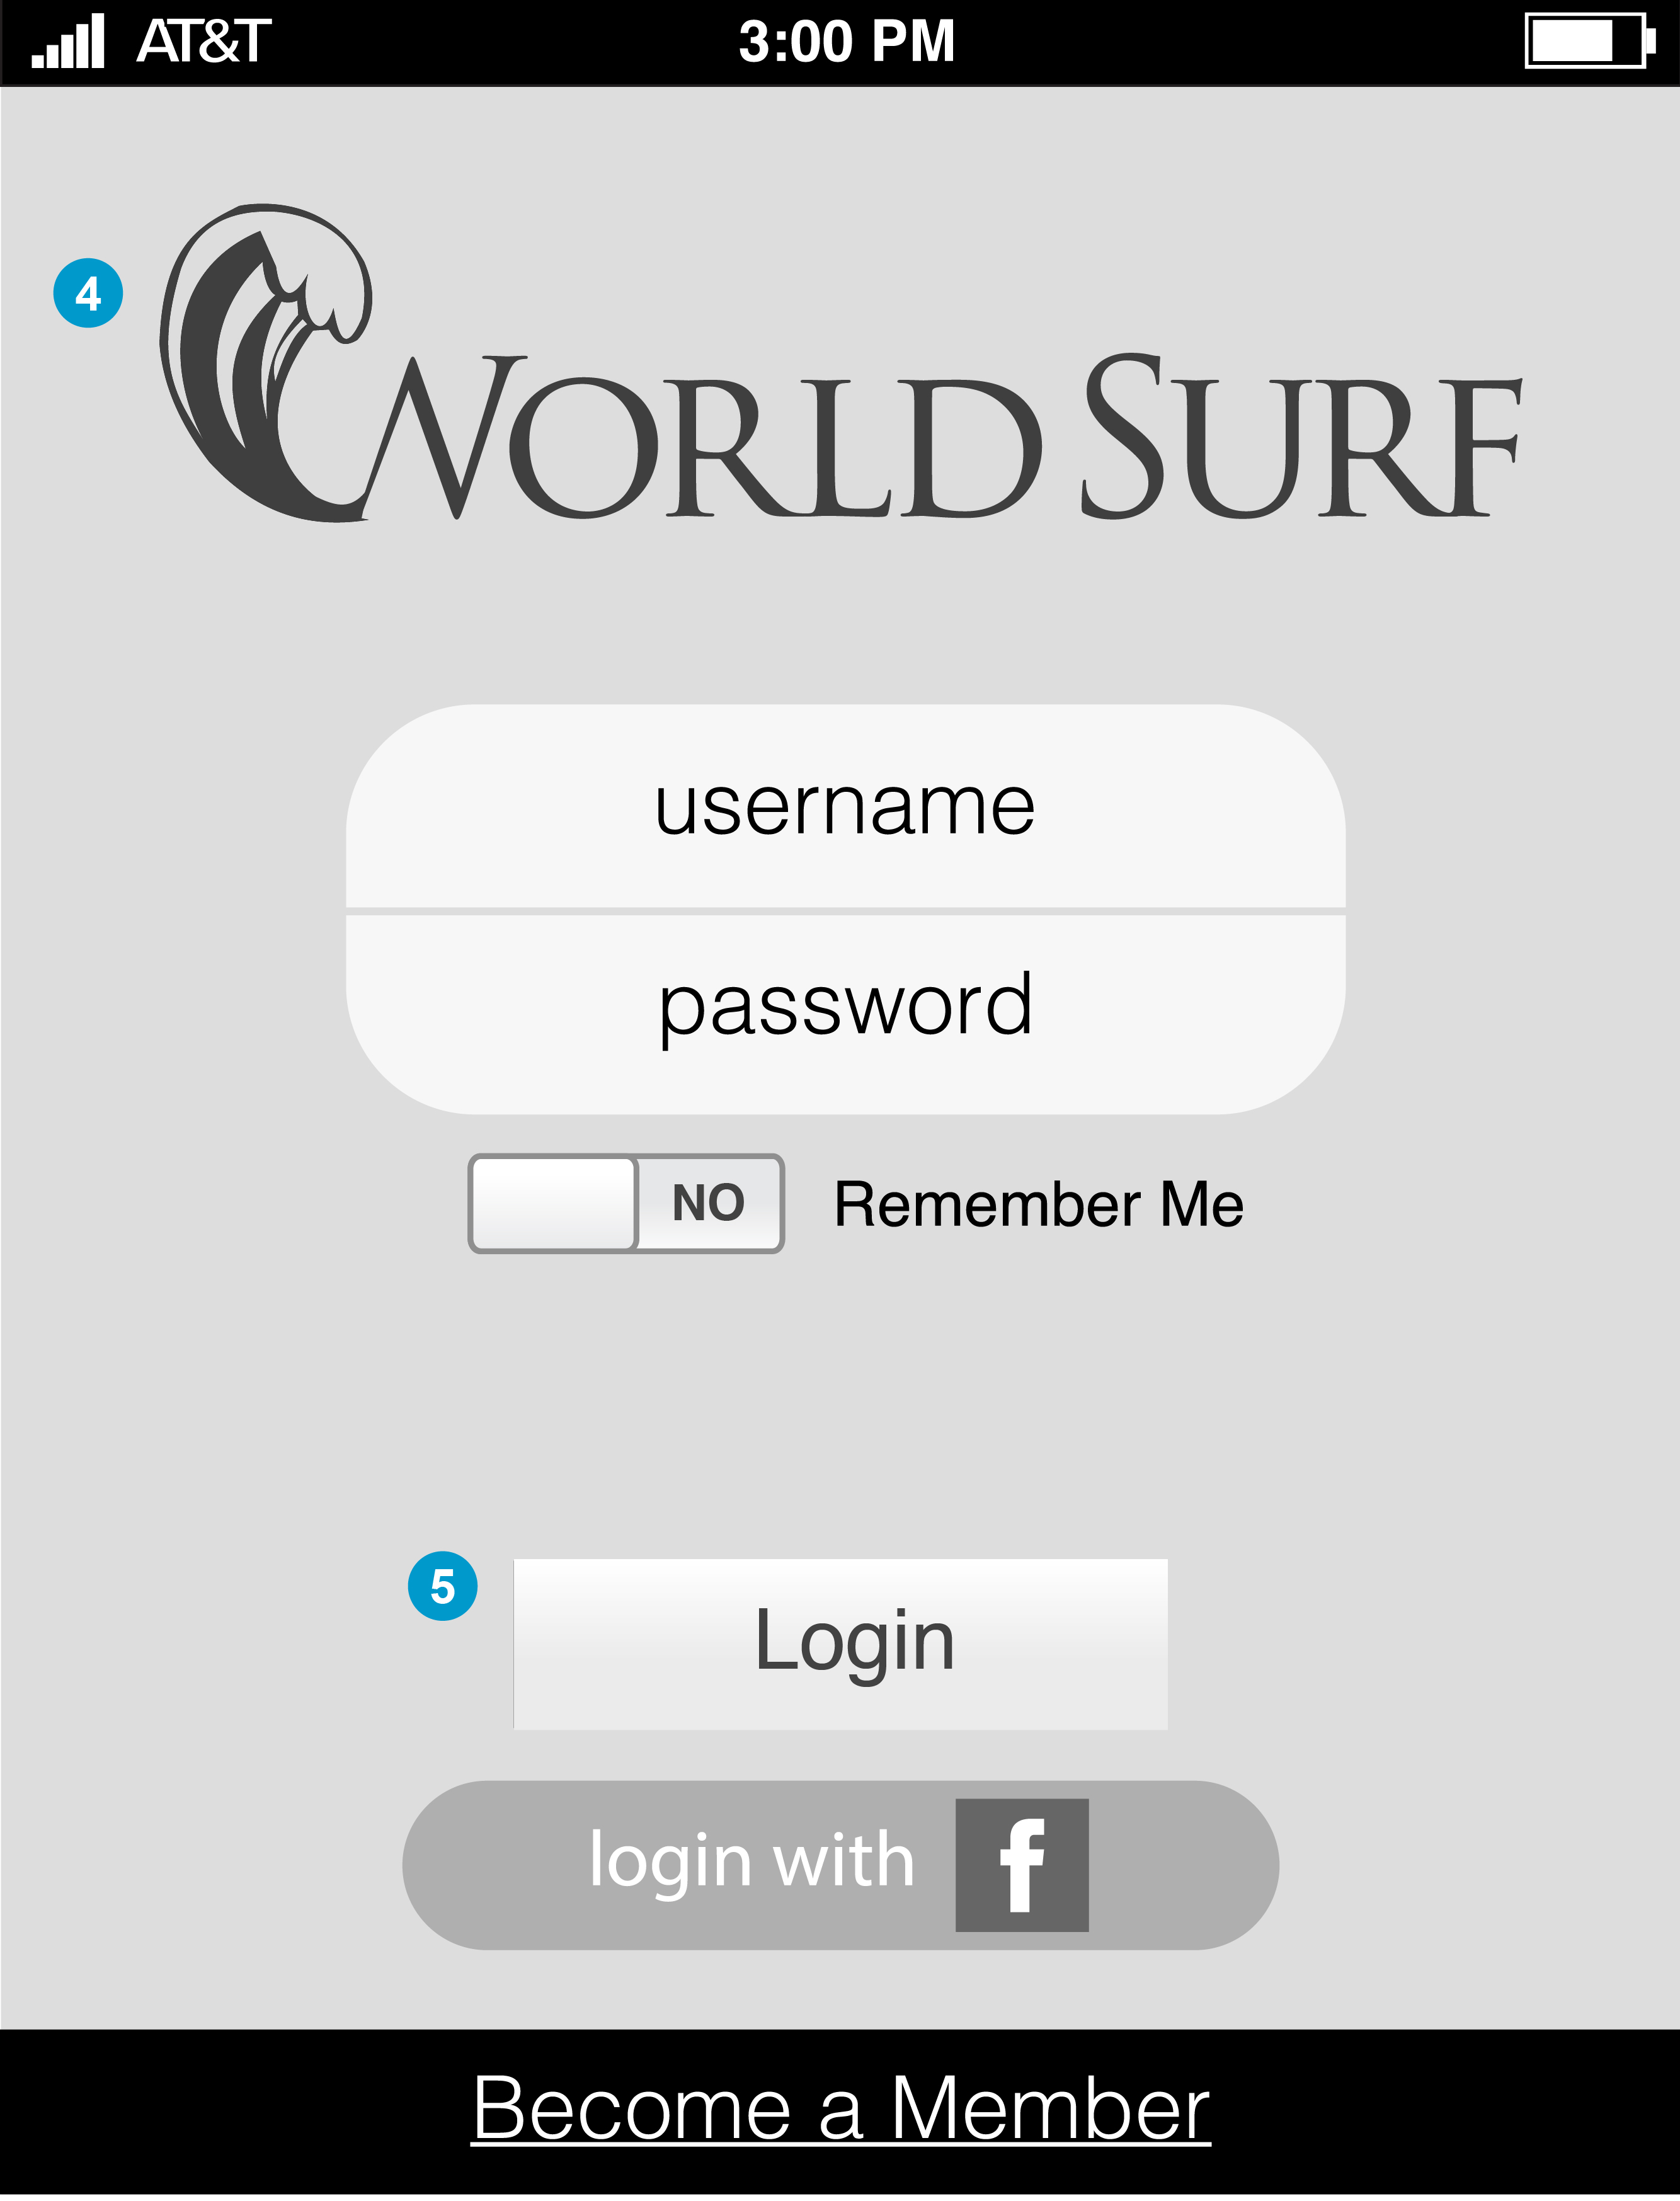 AT&T 3:00 PM
4
WORLD SURF
username
password
NO Remember Me
5
Login
login with f
Become a Member